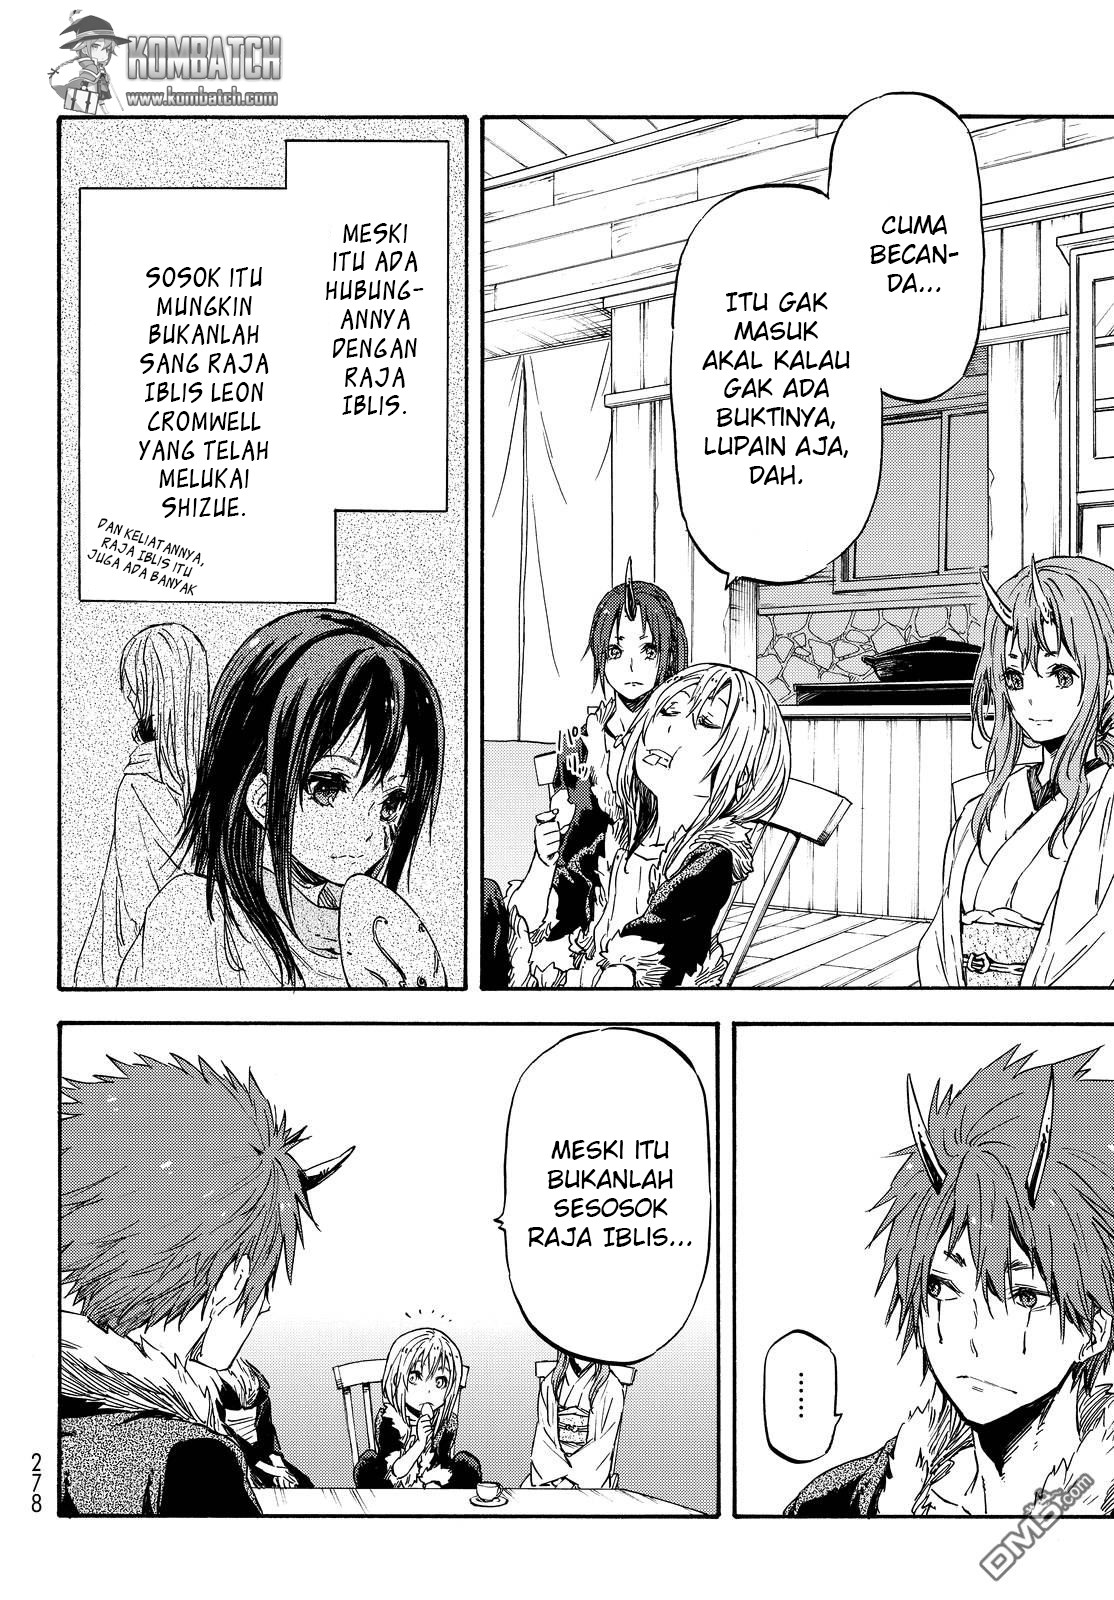 KOMBATCH
www.kombatch.com
CUMA
BECAN-
DA...
ITU GAK
MASUK
AKAL KALAU
GAK ADA
BUKTINYA,
LUPAIN AJA,
DAH.
MESKI
ITU ADA
HUBUNG-
ANNYA
DENGAN
RAJA
IBLIS.
SOSOK ITU
MUNGKIN
BUKANLAH
SANG RAJA
IBLIS LEON
CROMWELL
YANG TELAH
MELUKAI
SHIZUE.
DAN KELIATANNYA,
RAJA IBLIS ITU
JUGA ADA BANYAK
......
MESKI ITU
BUKANLAH
SESOSOK
RAJA IBLIS...
278
DM5.com